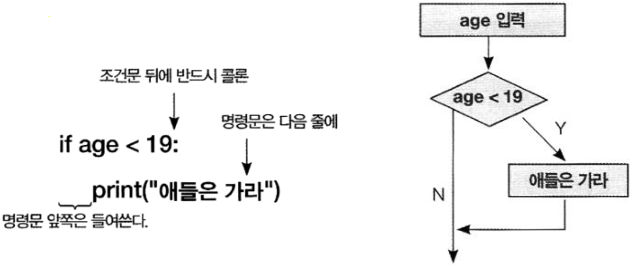 조건문 뒤에 반드시 콜론
명령문은 다음 줄에
if age < 19:
print("애들은 가라")
명령문 앞쪽은 들여쓴다.
age 입력
age < 19
Y
애들은 가라
N